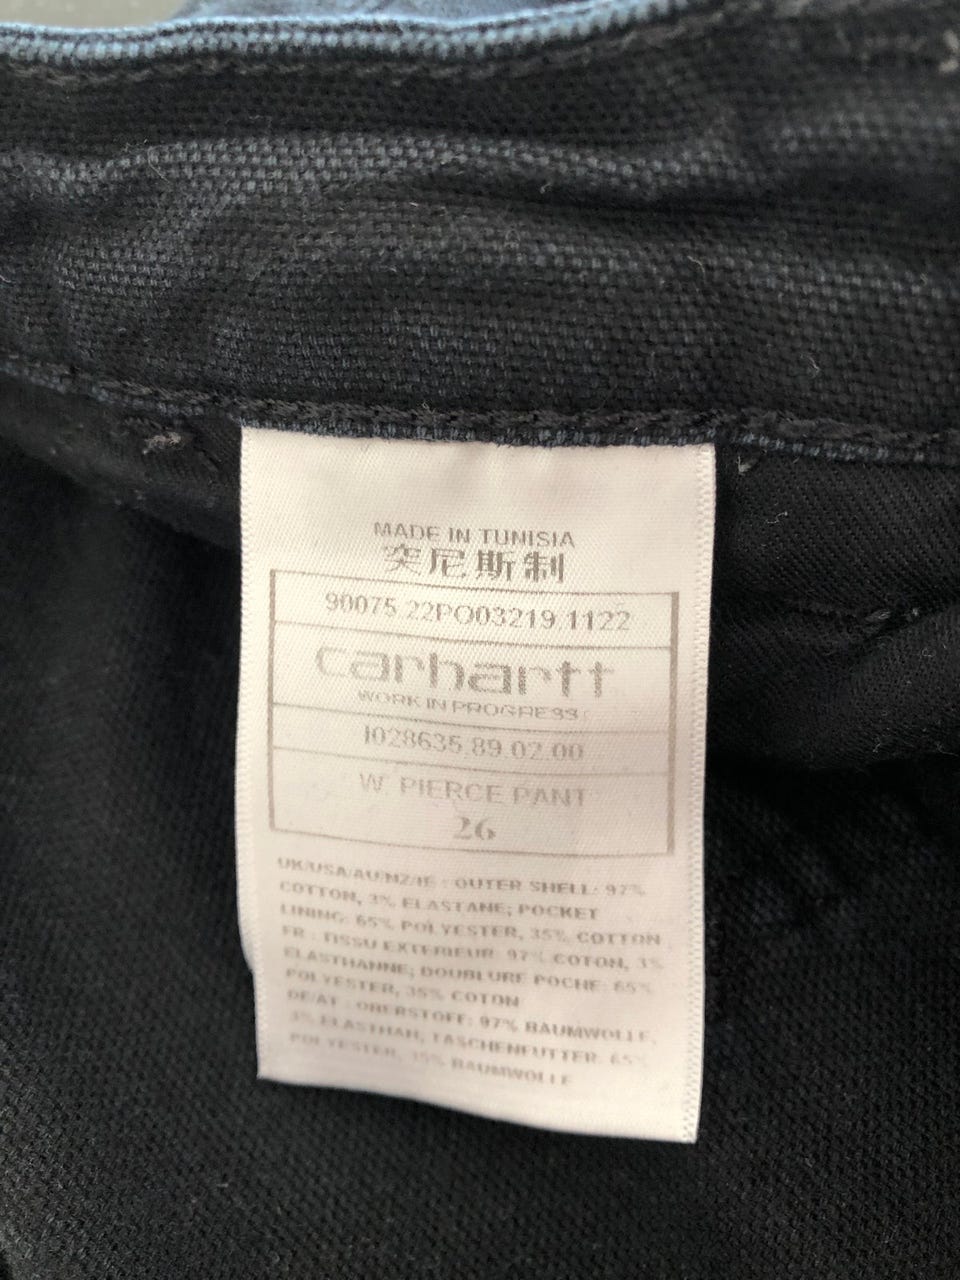 MADE IN TUNISIA
突尼斯制
90075 22PO03219 1122
carhartt
WORK IN PROGRESS
I028635.89.02.00
W' PIERCE PANT
26
UK/USA/AU/NZ/IE : OUTER SHELL: 97%
COTTON, 3% ELASTANE; POCKET
LINING: 65% POLYESTER, 35% COTTON
FR : TISSU EXTERIEUR: 97% COTON, 3%
ELASTHANNE; DOUBLURE POCHE: 65%
POLYESTER, 35% COTON
DE/AT : OBERSTOFF: 97% BAUMWOLLE,
3% ELASTHAN, TASCHENFUTTER: 65%
POLYESTER, 35% BAUMWOLLE